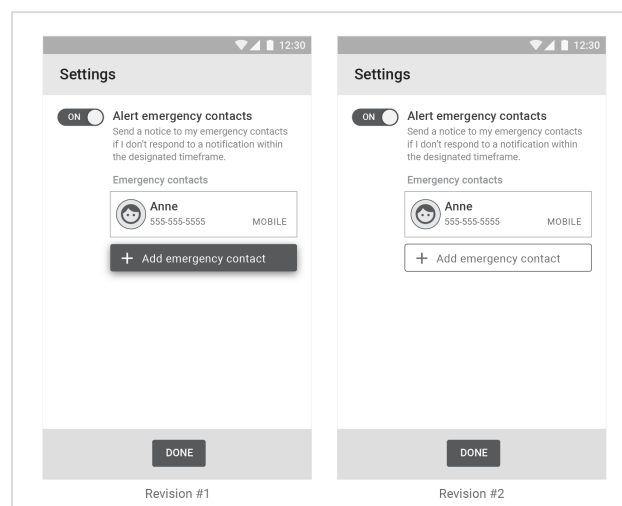 12:30
Settings
ON
Alert emergency contacts
Send a notice to my emergency contacts
if I don't respond to a notification within
the designated timeframe.
Emergency contacts
Anne
555-555-5555 MOBILE
+ Add emergency contact
DONE
Revision #1
12:30
Settings
ON
Alert emergency contacts
Send a notice to my emergency contacts
if I don't respond to a notification within
the designated timeframe.
Emergency contacts
Anne
555-555-5555 MOBILE
+ Add emergency contact
DONE
Revision #2